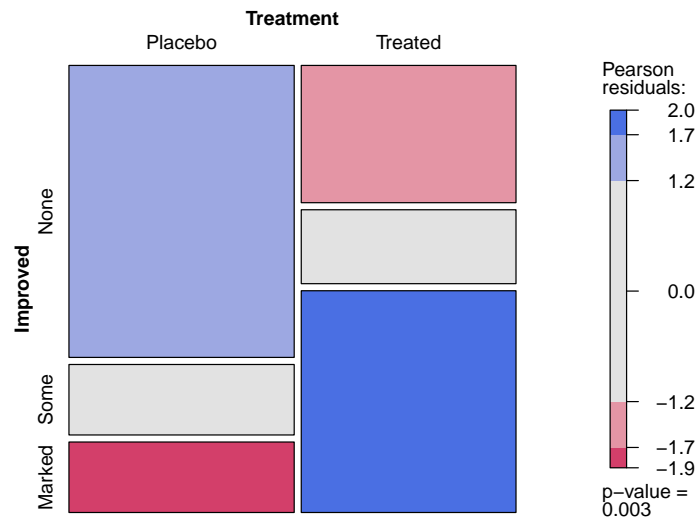 Treatment
Placebo
Treated
Improved
None
Some
Marked
Pearson
residuals:
2.0
1.7
1.2
0.0
−1.2
−1.7
−1.9
p−value =
0.003